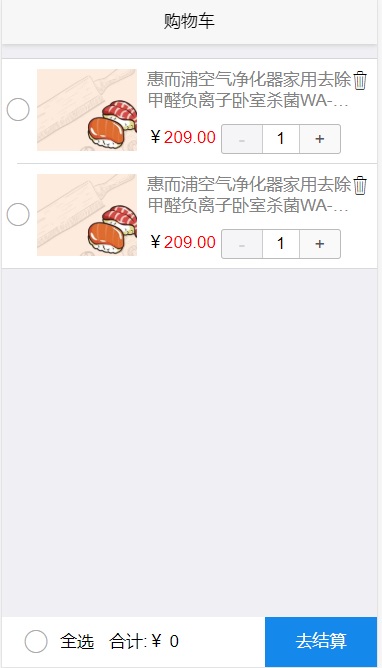 购物车
惠而浦空气净化器家用去除
甲醛负离子卧室杀菌WA-...
￥209.00 - 1 +
惠而浦空气净化器家用去除
甲醛负离子卧室杀菌WA-...
￥209.00 - 1 +
全选 合计:￥ 0 去结算